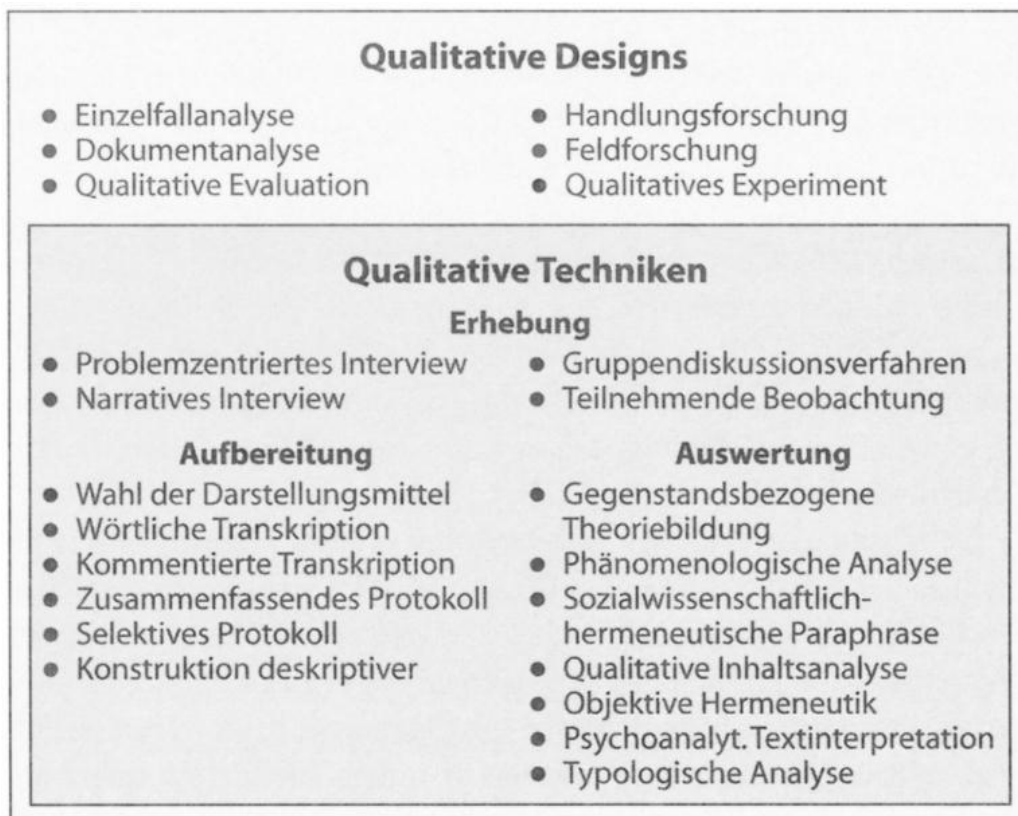 Qualitative Designs
• Einzelfallanalyse
• Dokumentanalyse
• Qualitative Evaluation
• Handlungsforschung
• Feldforschung
• Qualitatives Experiment
Qualitative Techniken
Erhebung
• Problemzentriertes Interview
• Narratives Interview
• Gruppendiskussionsverfahren
• Teilnehmende Beobachtung
Aufbereitung
• Wahl der Darstellungsmittel
• Wörtliche Transkription
• Kommentierte Transkription
• Zusammenfassendes Protokoll
• Selektives Protokoll
• Konstruktion deskriptiver
Auswertung
• Gegenstandsbezogene
Theoriebildung
• Phänomenologische Analyse
• Sozialwissenschaftlich-
hermeneutische Paraphrase
• Qualitative Inhaltsanalyse
• Objektive Hermeneutik
• Psychoanalyt. Textinterpretation
• Typologische Analyse